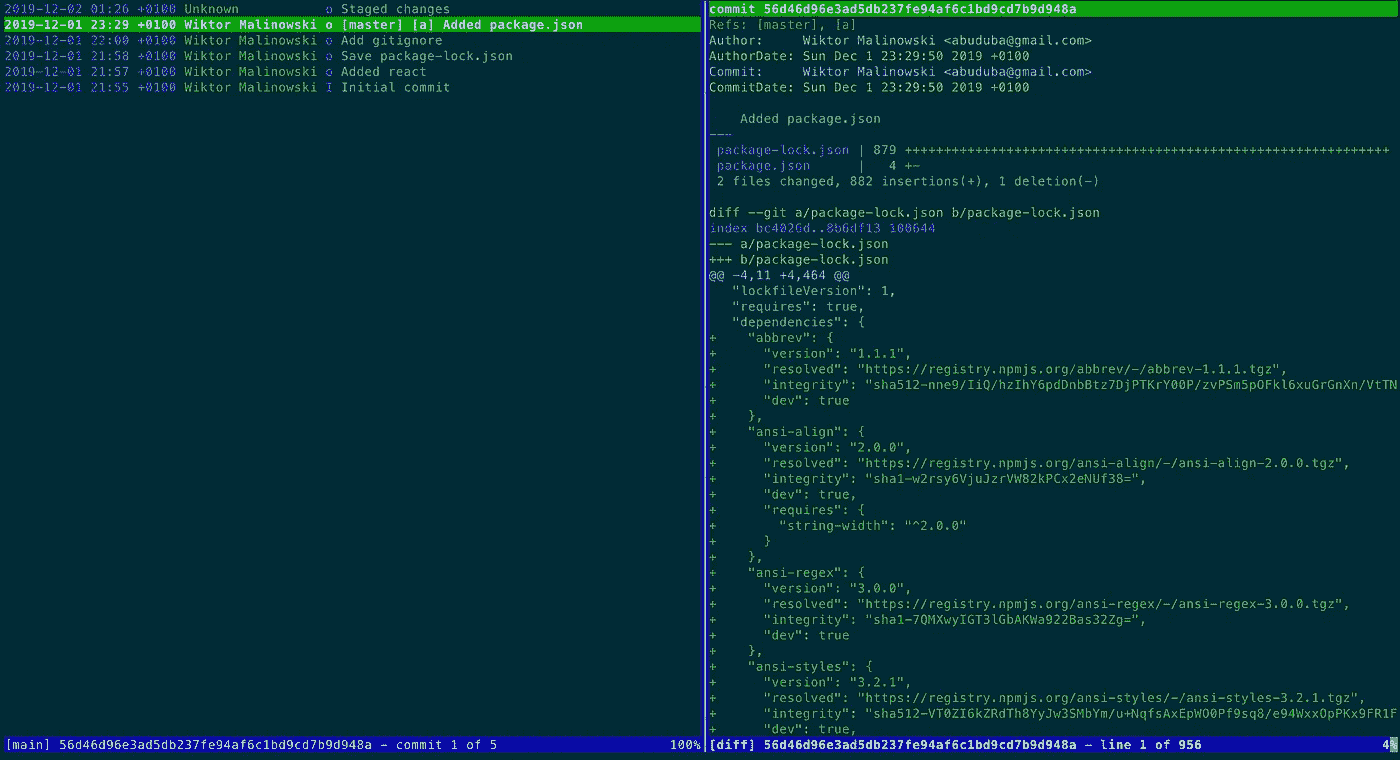 2019-12-02 01:26 +0100 Unknown o Staged changes
2019-12-01 23:29 +0100 Wiktor Malinowski o [master] [a] Added package.json
2019-12-01 22:00 +0100 Wiktor Malinowski o Add gitignore
2019-12-01 21:58 +0100 Wiktor Malinowski o Save package-lock.json
2019-12-01 21:57 +0100 Wiktor Malinowski o Added react
2019-12-01 21:55 +0100 Wiktor Malinowski I Initial commit
[main] 56d46d96e3ad5db237fe94af6c1bd9cd7b9d948a - commit 1 of 5 100%
commit 56d46d96e3ad5db237fe94af6c1bd9cd7b9d948a
Refs: [master], [a]
Author: Wiktor Malinowski <abuduba@gmail.com>
AuthorDate: Sun Dec 1 23:29:50 2019 +0100
Commit: Wiktor Malinowski <abuduba@gmail.com>
CommitDate: Sun Dec 1 23:29:50 2019 +0100
Added package.json
---
package-lock.json | 879 ++++++++++++++++++++++++++++++++++++++++++++++++++++++++++++++
package.json | 4 +-
2 files changed, 882 insertions(+), 1 deletion(-)
diff --git a/package-lock.json b/package-lock.json
index bc4026d..8b6df13 100644
--- a/package-lock.json
+++ b/package-lock.json
@@ -4,11 +4,464 @@
"lockfileVersion": 1,
"requires": true,
"dependencies": {
+ "abbrev": {
+ "version": "1.1.1",
+ "resolved": "https://registry.npmjs.org/abbrev/-/abbrev-1.1.1.tgz",
+ "integrity": "sha512-nne9/IiQ/hzIhY6pdDnbBtz7DjPTKrY00P/zvPSm5pOFkl6xuGrGnXn/VtTN
+ "dev": true
+ },
+ "ansi-align": {
+ "version": "2.0.0",
+ "resolved": "https://registry.npmjs.org/ansi-align/-/ansi-align-2.0.0.tgz",
+ "integrity": "sha1-w2rsy6VjuJzrVW82kPCx2eNUf38=",
+ "dev": true,
+ "requires": {
+ "string-width": "^2.0.0"
+ }
+ },
+ "ansi-regex": {
+ "version": "3.0.0",
+ "resolved": "https://registry.npmjs.org/ansi-regex/-/ansi-regex-3.0.0.tgz",
+ "integrity": "sha1-7QMXwyIGT3lGbAKWa922Bas32Zg=",
+ "dev": true
+ },
+ "ansi-styles": {
+ "version": "3.2.1",
+ "resolved": "https://registry.npmjs.org/ansi-styles/-/ansi-styles-3.2.1.tgz",
+ "integrity": "sha512-VT0ZI6kZRdTh8YyJw3SMbYm/u+NqfsAxEpWO0Pf9sq8/e94WxxOpPKx9FR1F
+ "dev": true,
[diff] 56d46d96e3ad5db237fe94af6c1bd9cd7b9d948a - line 1 of 956 4%